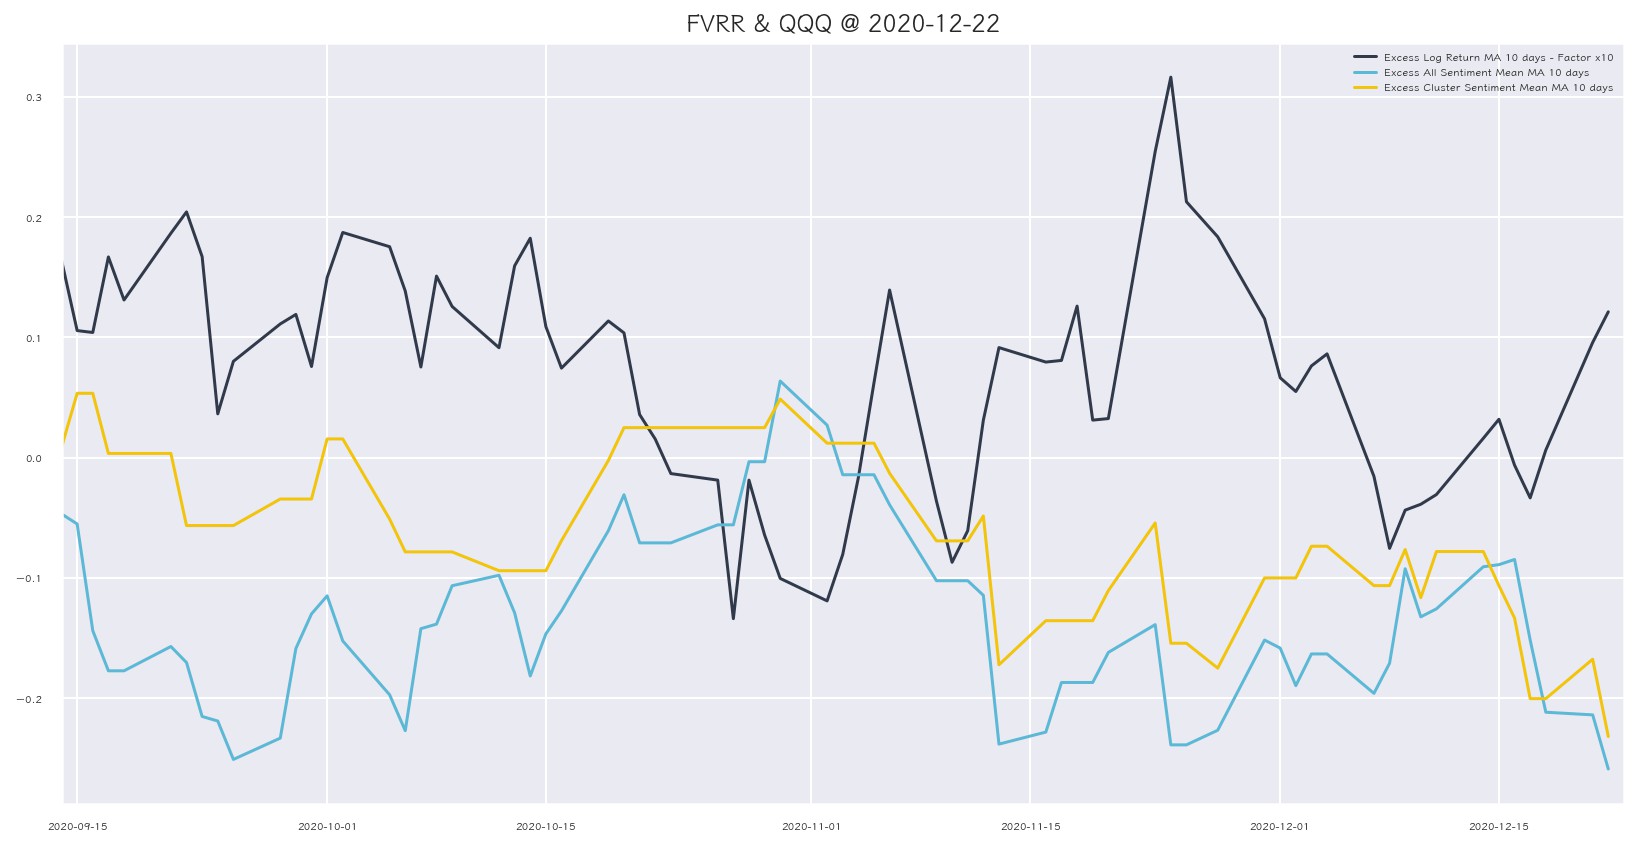 FVRR & QQQ @ 2020-12-22
Excess Log Return MA 10 days - Factor x10
Excess All Sentiment Mean MA 10 days
Excess Cluster Sentiment Mean MA 10 days
0.3
0.2
0.1
0.0
−0.1
−0.2
2020-09-15 2020-10-01 2020-10-15 2020-11-01 2020-11-15 2020-12-01 2020-12-15